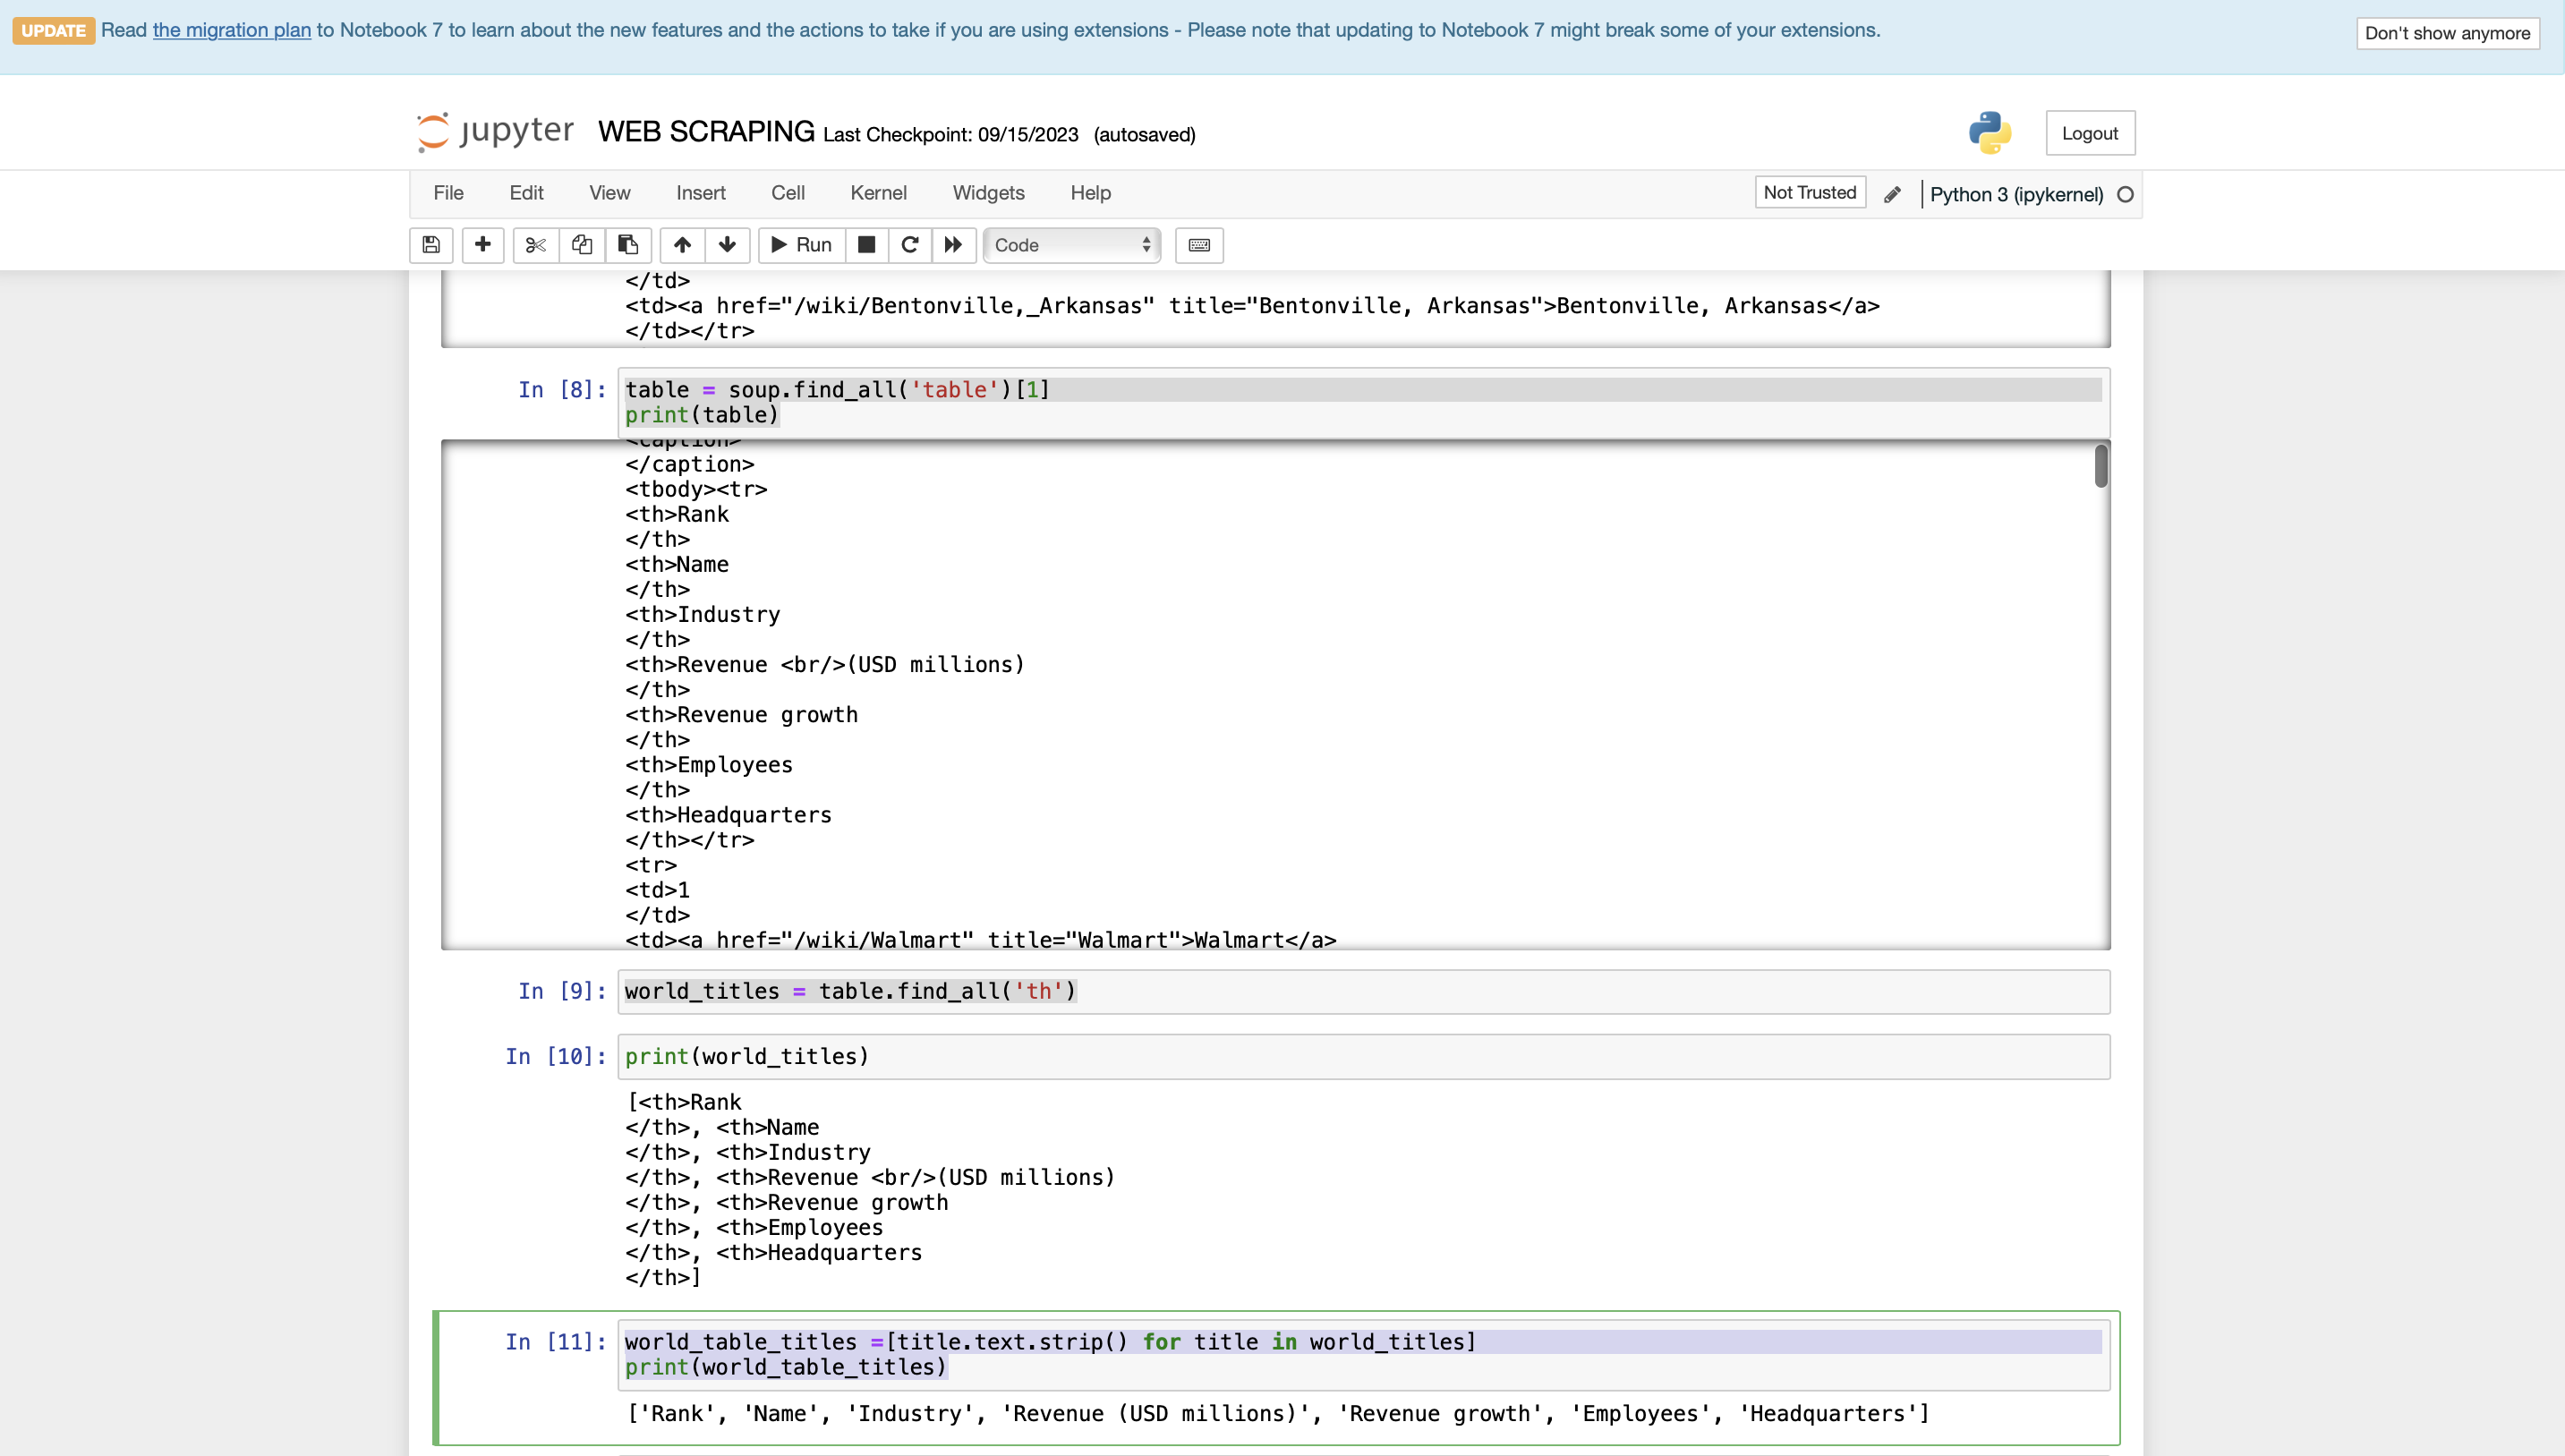 UPDATE Read the migration plan to Notebook 7 to learn about the new features and the actions to take if you are using extensions - Please note that updating to Notebook 7 might break some of your extensions.
Don't show anymore
jupyter WEB SCRAPING Last Checkpoint: 09/15/2023 (autosaved)
Logout
File Edit View Insert Cell Kernel Widgets Help
Not Trusted
Python 3 (ipykernel)
Run
Code
</td>
<td><a href="/wiki/Bentonville,_Arkansas" title="Bentonville, Arkansas">Bentonville, Arkansas</a>
</td></tr>
In [8]: table = soup.find_all('table')[1]
print(table)
<caption>
</caption>
<tbody><tr>
<th>Rank
</th>
<th>Name
</th>
<th>Industry
</th>
<th>Revenue <br/>(USD millions)
</th>
<th>Revenue growth
</th>
<th>Employees
</th>
<th>Headquarters
</th></tr>
<tr>
<td>1
</td>
<td><a href="/wiki/Walmart" title="Walmart">Walmart</a>
In [9]: world_titles = table.find_all('th')
In [10]: print(world_titles)
[<th>Rank
</th>, <th>Name
</th>, <th>Industry
</th>, <th>Revenue <br/>(USD millions)
</th>, <th>Revenue growth
</th>, <th>Employees
</th>, <th>Headquarters
</th>]
In [11]: world_table_titles =[title.text.strip() for title in world_titles]
print(world_table_titles)
['Rank', 'Name', 'Industry', 'Revenue (USD millions)', 'Revenue growth', 'Employees', 'Headquarters']